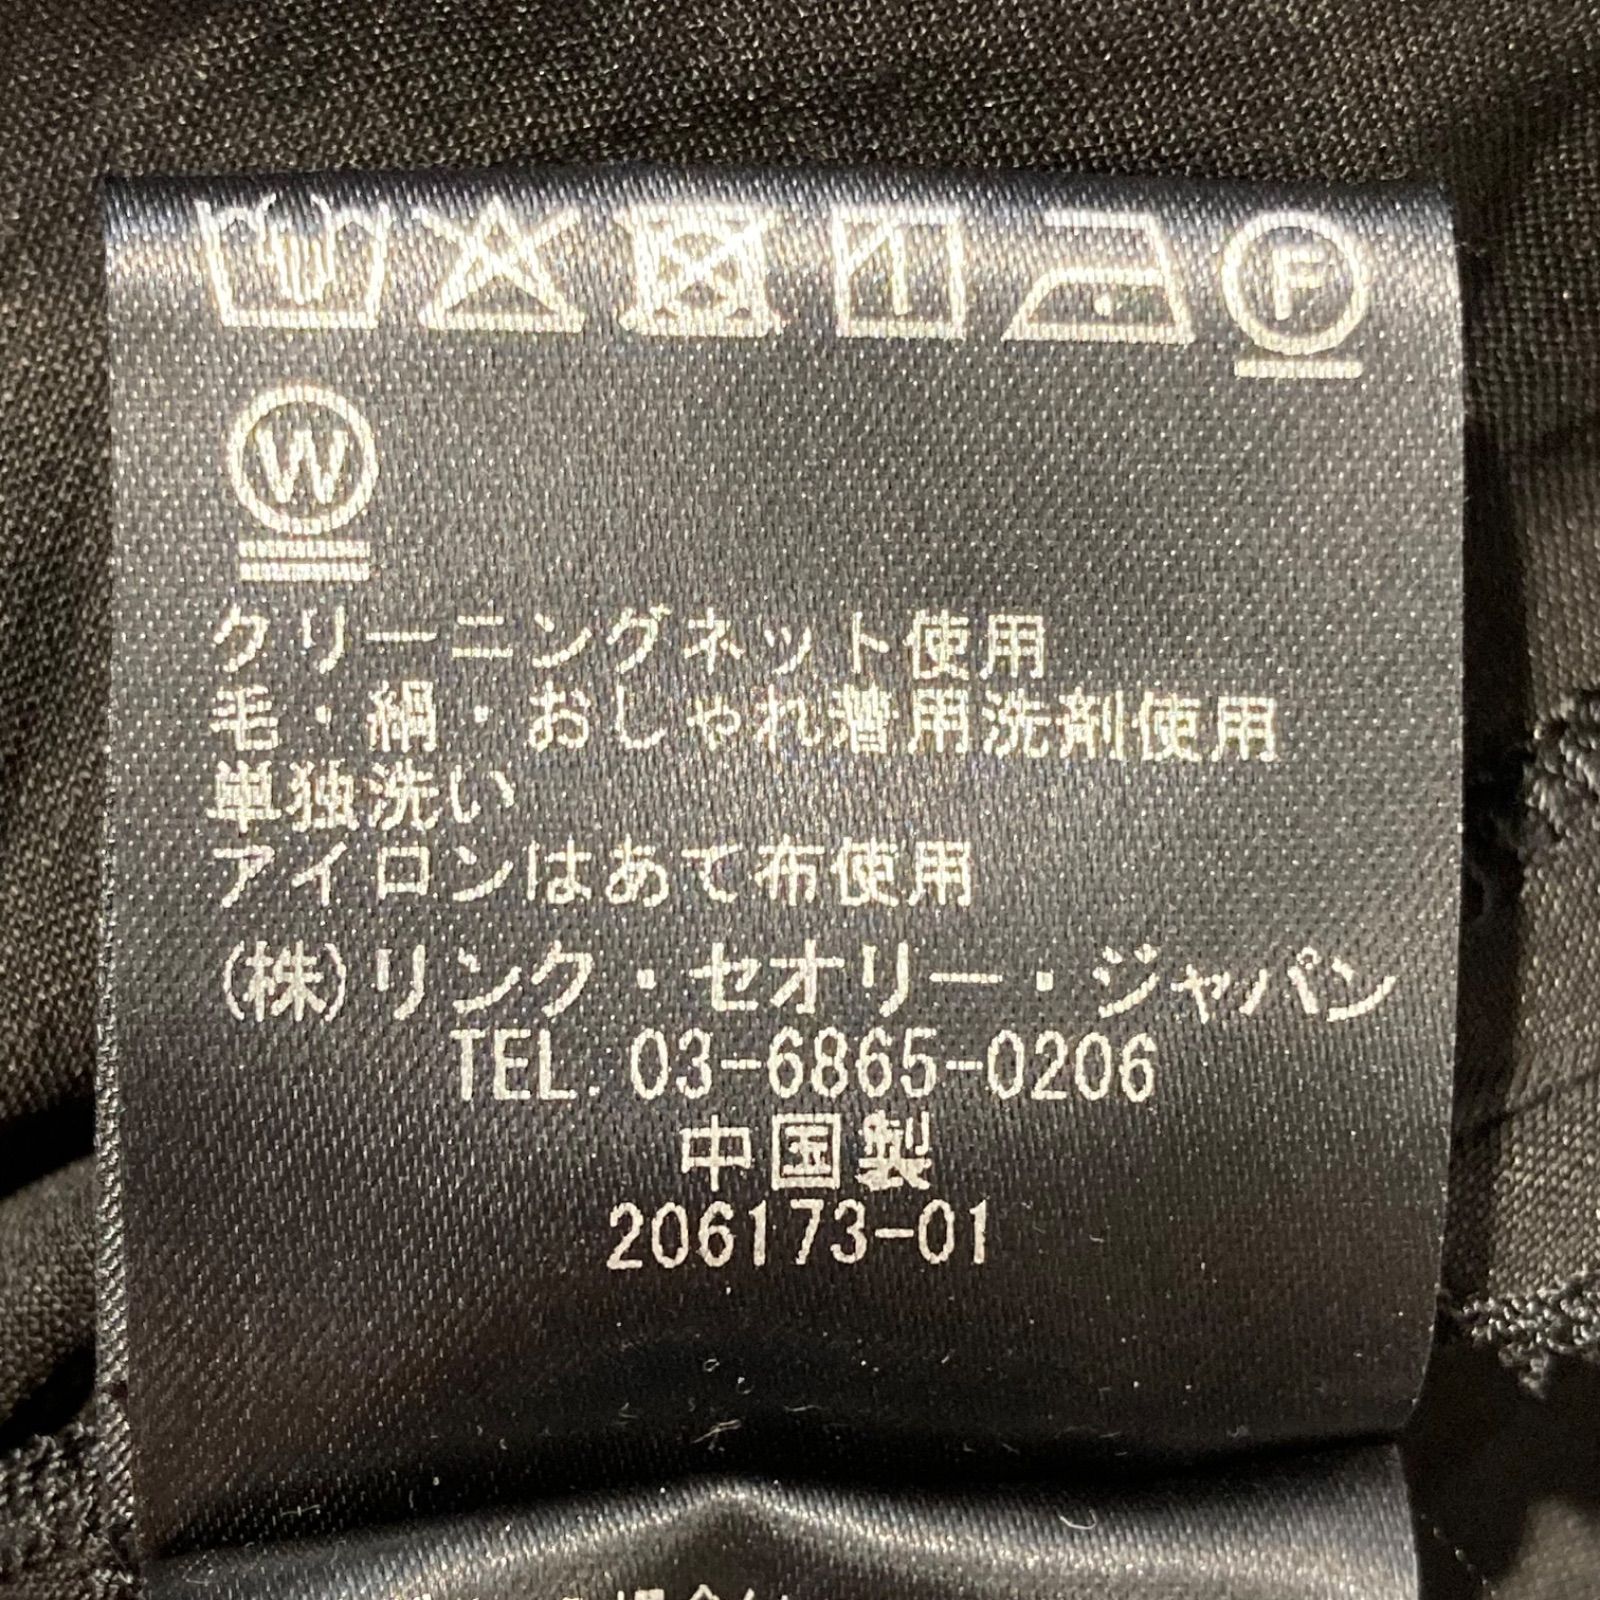 F
W
クリーニングネット使用
毛・絹・おしゃれ着用洗剤使用
単独洗い
アイロンはあて布使用
(株)リンク・セオリー・ジャパン
TEL. 03-6865-0206
中国製
206173-01